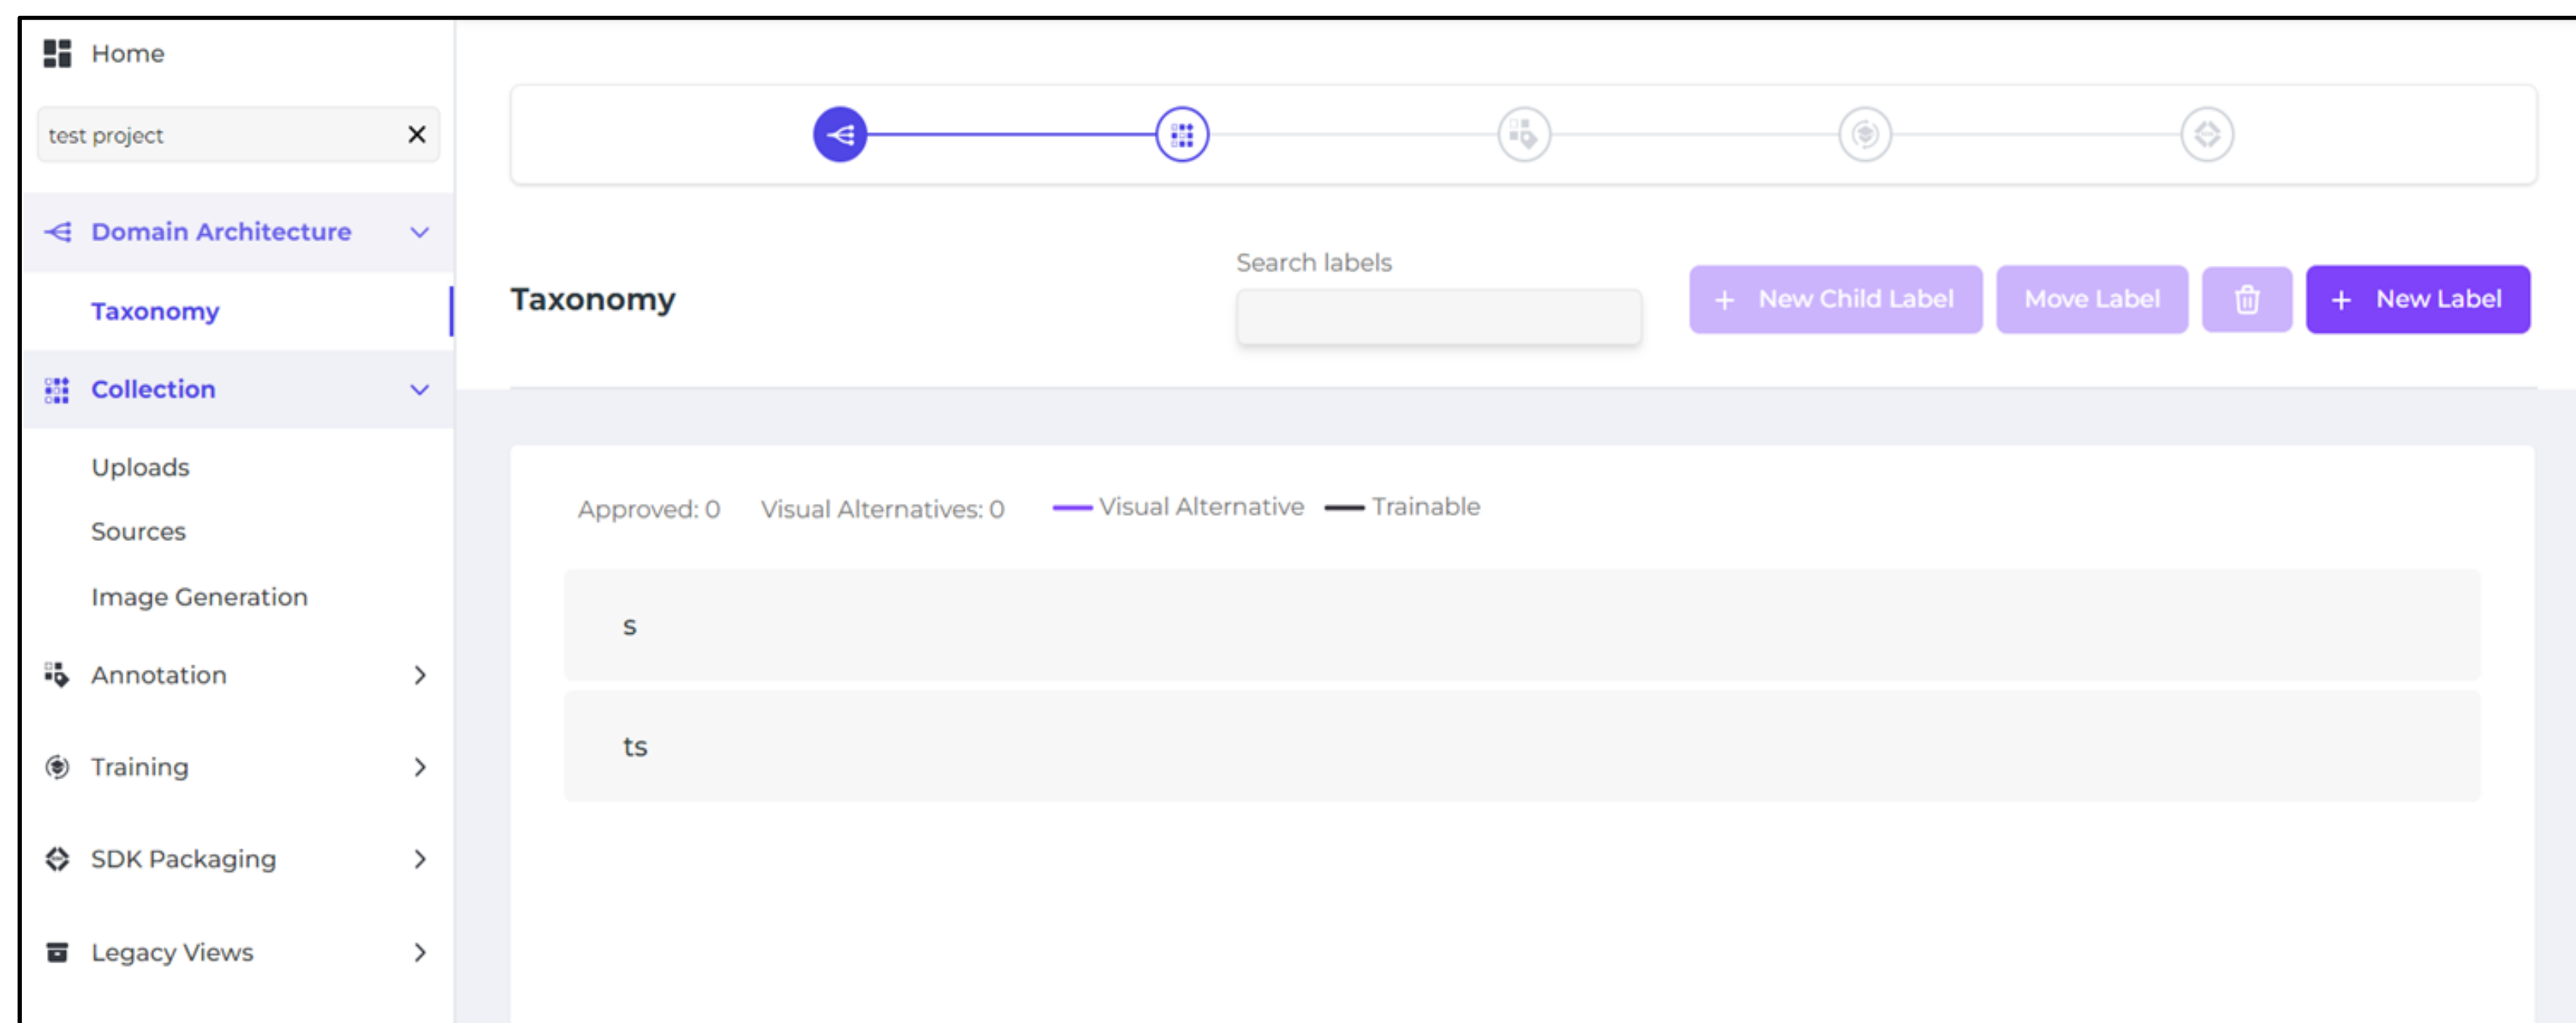 Home
test project
Domain Architecture
Taxonomy
Collection
Uploads
Sources
Image Generation
Annotation
Training
SDK Packaging
Legacy Views
Taxonomy
Search labels
+ New Child Label
Move Label
+ New Label
Approved: 0 Visual Alternatives: 0 Visual Alternative Trainable
s
ts